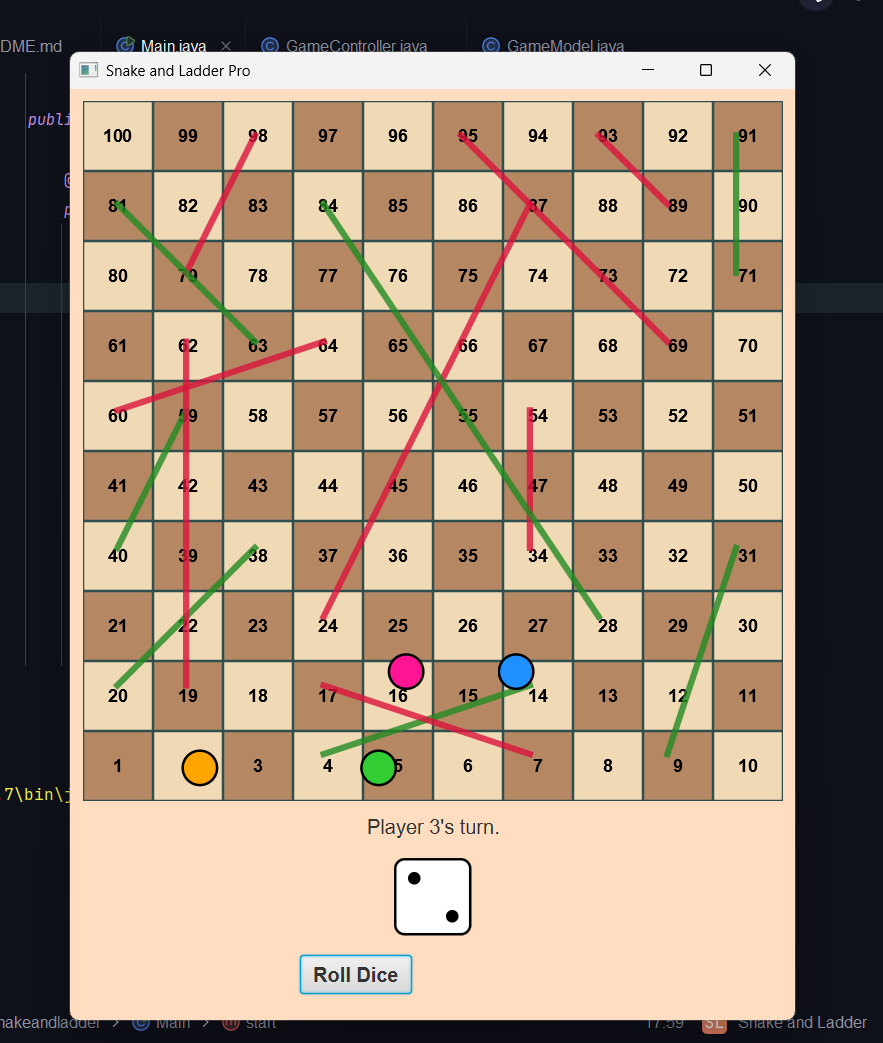 DME.md Main.java GameController.java GameModel.java
Snake and Ladder Pro
publi
100 99 98 97 96 95 94 93 92 91
81 82 83 84 85 86 87 88 89 90
80 79 78 77 76 75 74 73 72 71
61 62 63 64 65 66 67 68 69 70
60 59 58 57 56 55 54 53 52 51
41 42 43 44 45 46 47 48 49 50
40 39 38 37 36 35 34 33 32 31
21 22 23 24 25 26 27 28 29 30
20 19 18 17 16 15 14 13 12 11
1 3 4 5 6 7 8 9 10
7\bin\j
Player 3's turn.
Roll Dice
nakeandladder > Main > start 17:59 SL Snake and Ladder